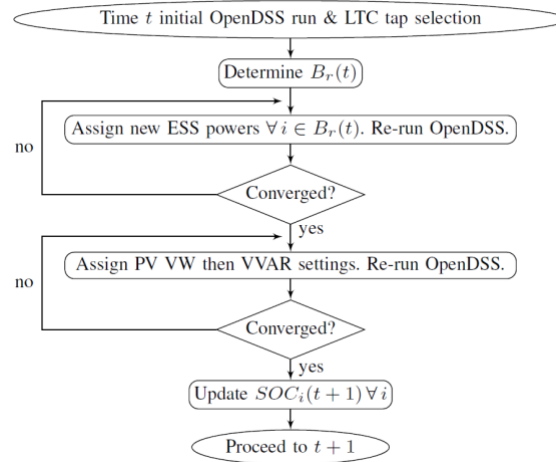 Time t initial OpenDSS run & LTC tap selection
Determine B_r(t)
Assign new ESS powers ∀ i ∈ B_r(t). Re-run OpenDSS.
no
Converged?
yes
Assign PV VW then VVAR settings. Re-run OpenDSS.
no
Converged?
yes
Update SOC_i(t + 1) ∀ i
Proceed to t + 1